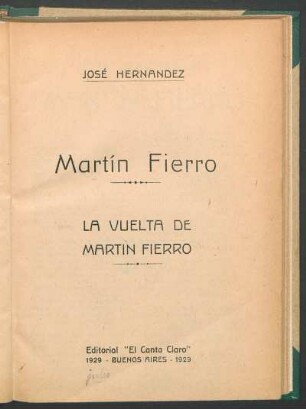 JOSÉ HERNANDEZ
Martín Fierro
LA VUELTA DE
MARTIN FIERRO
Editorial "El Canto Claro"
1929 - BUENOS AIRES - 1929